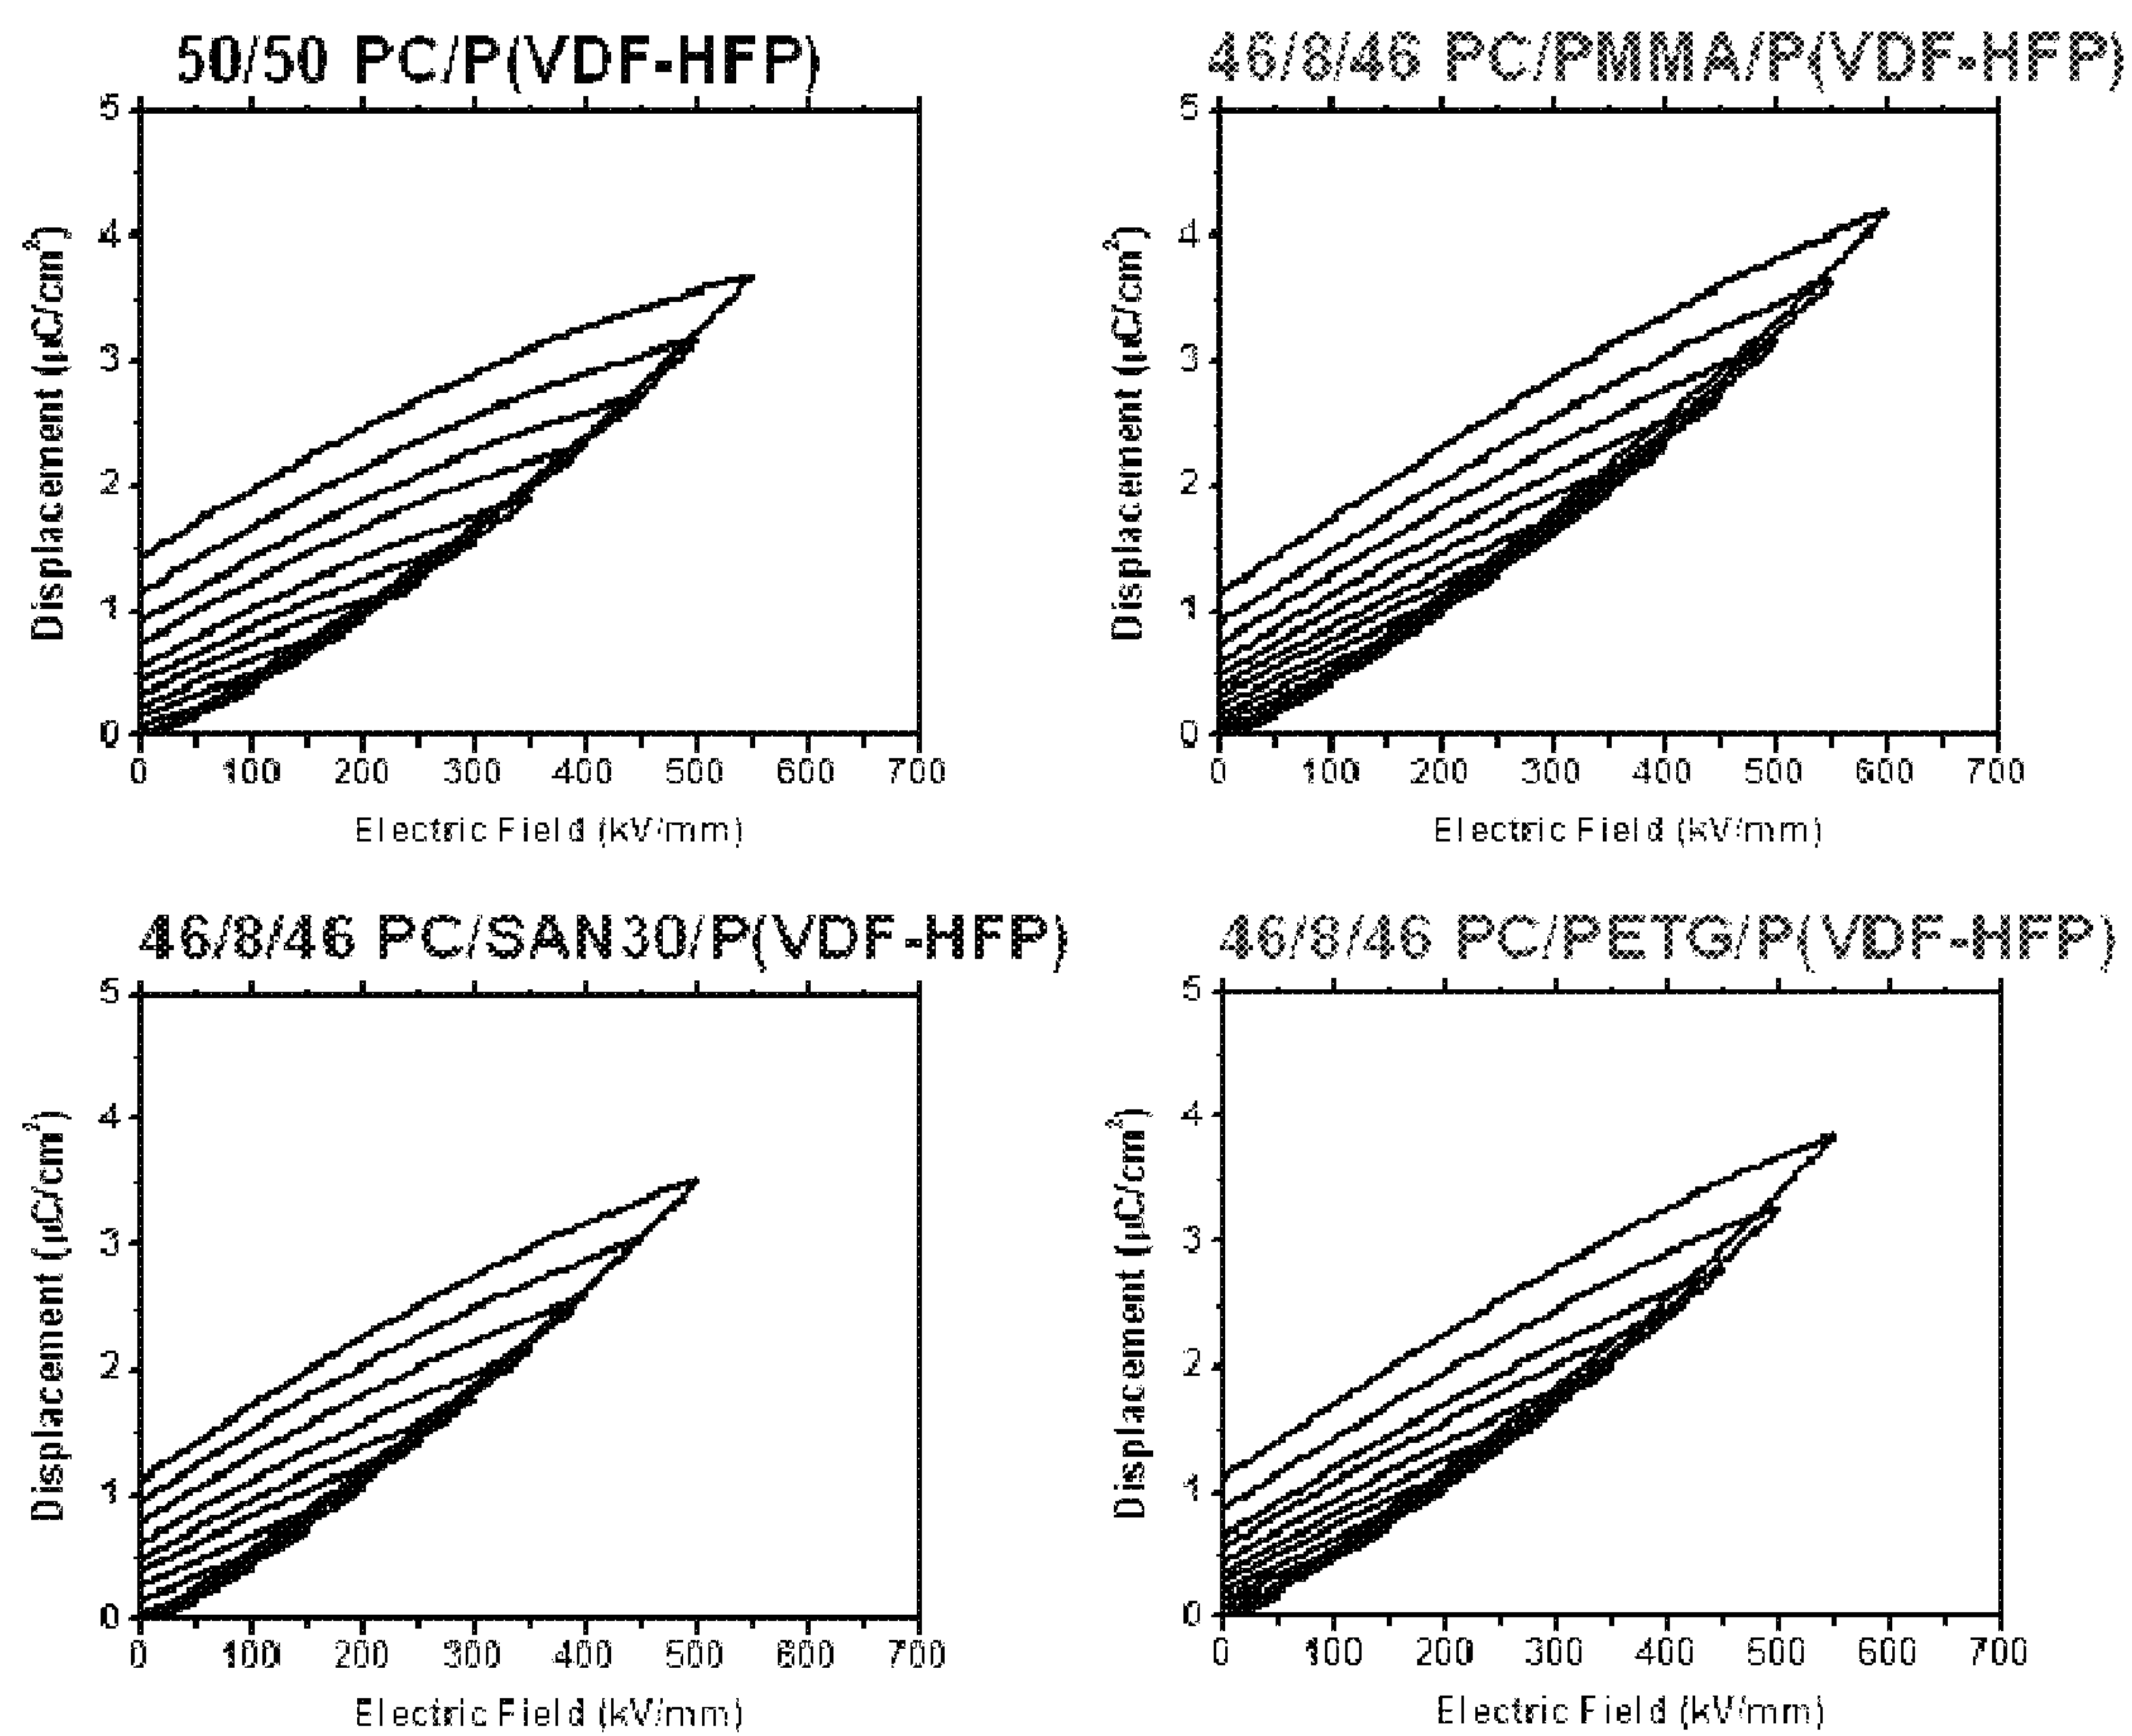 50/50 PC/P(VDF-HFP)
5
4
3
2
1
0
Displacement (µC/cm²)
0 100 200 300 400 500 600 700
Electric Field (kV/mm)
46/8/46 PC/PMMA/P(VDF-HFP)
5
4
3
2
1
0
Displacement (µC/cm²)
0 100 200 300 400 500 600 700
Electric Field (kV/mm)
46/8/46 PC/SAN30/P(VDF-HFP)
5
4
3
2
1
0
Displacement (µC/cm²)
0 100 200 300 400 500 600 700
Electric Field (kV/mm)
46/8/46 PC/PETG/P(VDF-HFP)
5
4
3
2
1
0
Displacement (µC/cm²)
0 100 200 300 400 500 600 700
Electric Field (kV/mm)